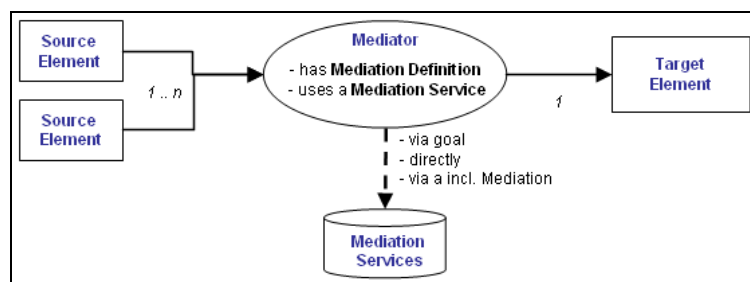 Source
Element
1 .. n
Source
Element
Mediator
- has Mediation Definition
- uses a Mediation Service
1
Target
Element
- via goal
- directly
- via a incl. Mediation
Mediation
Services